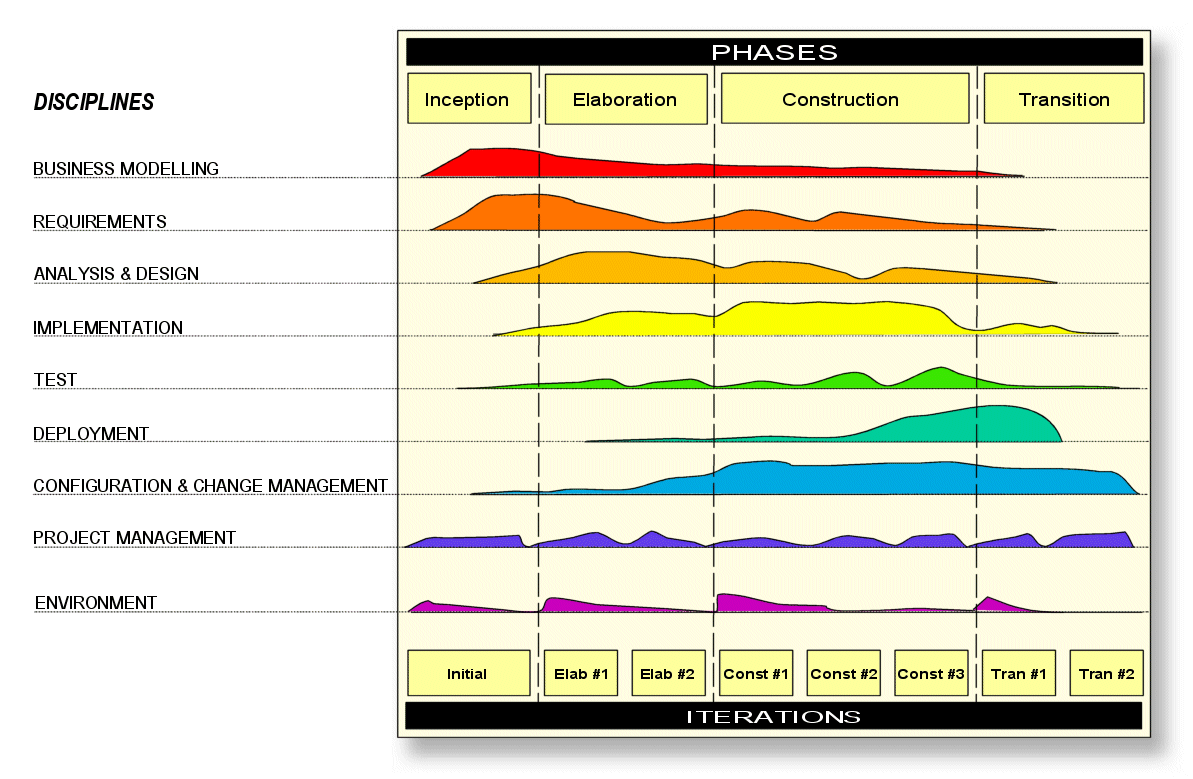 PHASES
DISCIPLINES
Inception
Elaboration
Construction
Transition
BUSINESS MODELLING
REQUIREMENTS
ANALYSIS & DESIGN
IMPLEMENTATION
TEST
DEPLOYMENT
CONFIGURATION & CHANGE MANAGEMENT
PROJECT MANAGEMENT
ENVIRONMENT
Initial
Elab #1
Elab #2
Const #1
Const #2
Const #3
Tran #1
Tran #2
ITERATIONS